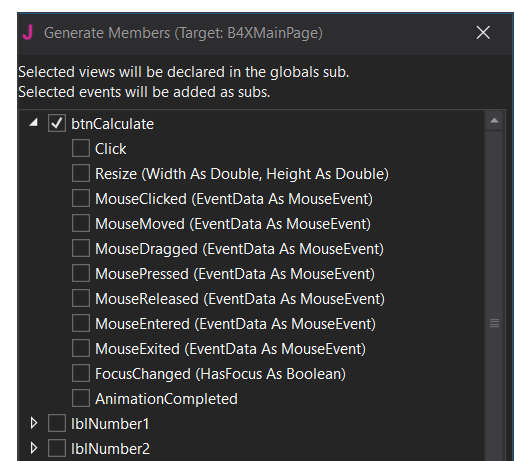 J Generate Members (Target: B4XMainPage)
Selected views will be declared in the globals sub.
Selected events will be added as subs.
btnCalculate
Click
Resize (Width As Double, Height As Double)
MouseClicked (EventData As MouseEvent)
MouseMoved (EventData As MouseEvent)
MouseDragged (EventData As MouseEvent)
MousePressed (EventData As MouseEvent)
MouseReleased (EventData As MouseEvent)
MouseEntered (EventData As MouseEvent)
MouseExited (EventData As MouseEvent)
FocusChanged (HasFocus As Boolean)
AnimationCompleted
lblNumber1
lblNumber2